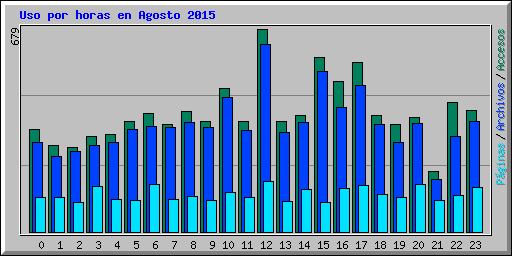 Uso por horas en Agosto 2015
679
Páginas / Archivos / Accesos
0 1 2 3 4 5 6 7 8 9 10 11 12 13 14 15 16 17 18 19 20 21 22 23